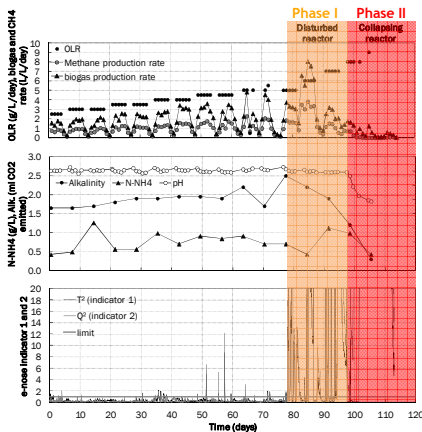 Phase I Phase II
Disturbed reactor
Collapsing reactor
OLR (g/L/day), biogas and CH4 rate (L/L/day)
10
9
8
7
6
5
4
3
2
1
0
OLR
Methane production rate
biogas production rate
N-NH4 (g/L), Alk. (ml CO2 emitted)
3.0
2.5
2.0
1.5
1.0
0.5
0.0
Alkalinity N-NH4 pH
e-nose indicator 1 and 2
20
18
16
14
12
10
8
6
4
2
0
T² (indicator 1)
Q² (indicator 2)
limit
0 10 20 30 40 50 60 70 80 90 100 110 120
Time (days)